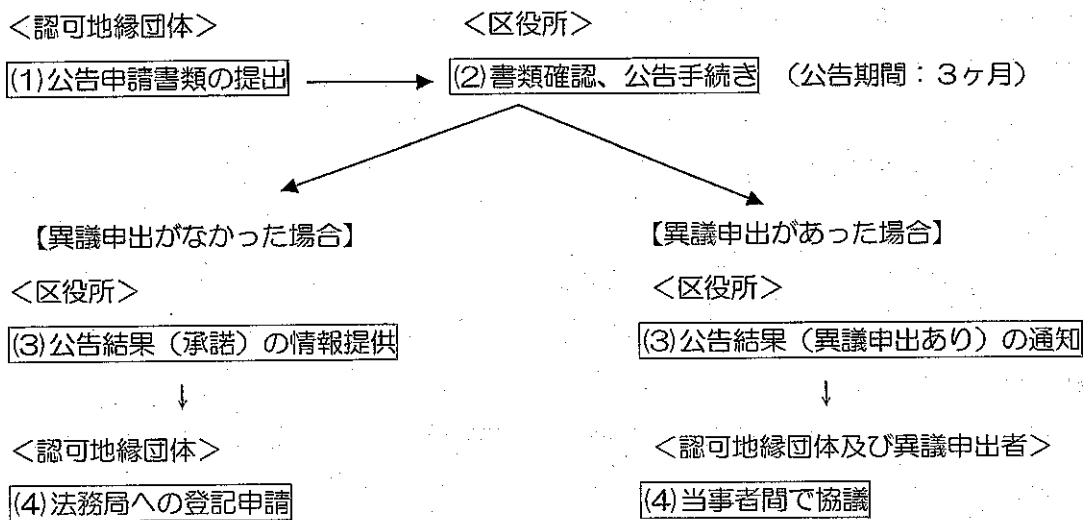 ＜認可地縁団体＞
＜区役所＞
(1)公告申請書類の提出
(2)書類確認、公告手続き （公告期間：３ヶ月）
【異議申出がなかった場合】
＜区役所＞
(3)公告結果（承諾）の情報提供
↓
＜認可地縁団体＞
(4)法務局への登記申請
【異議申出があった場合】
＜区役所＞
(3)公告結果（異議申出あり）の通知
↓
＜認可地縁団体及び異議申出者＞
(4)当事者間で協議